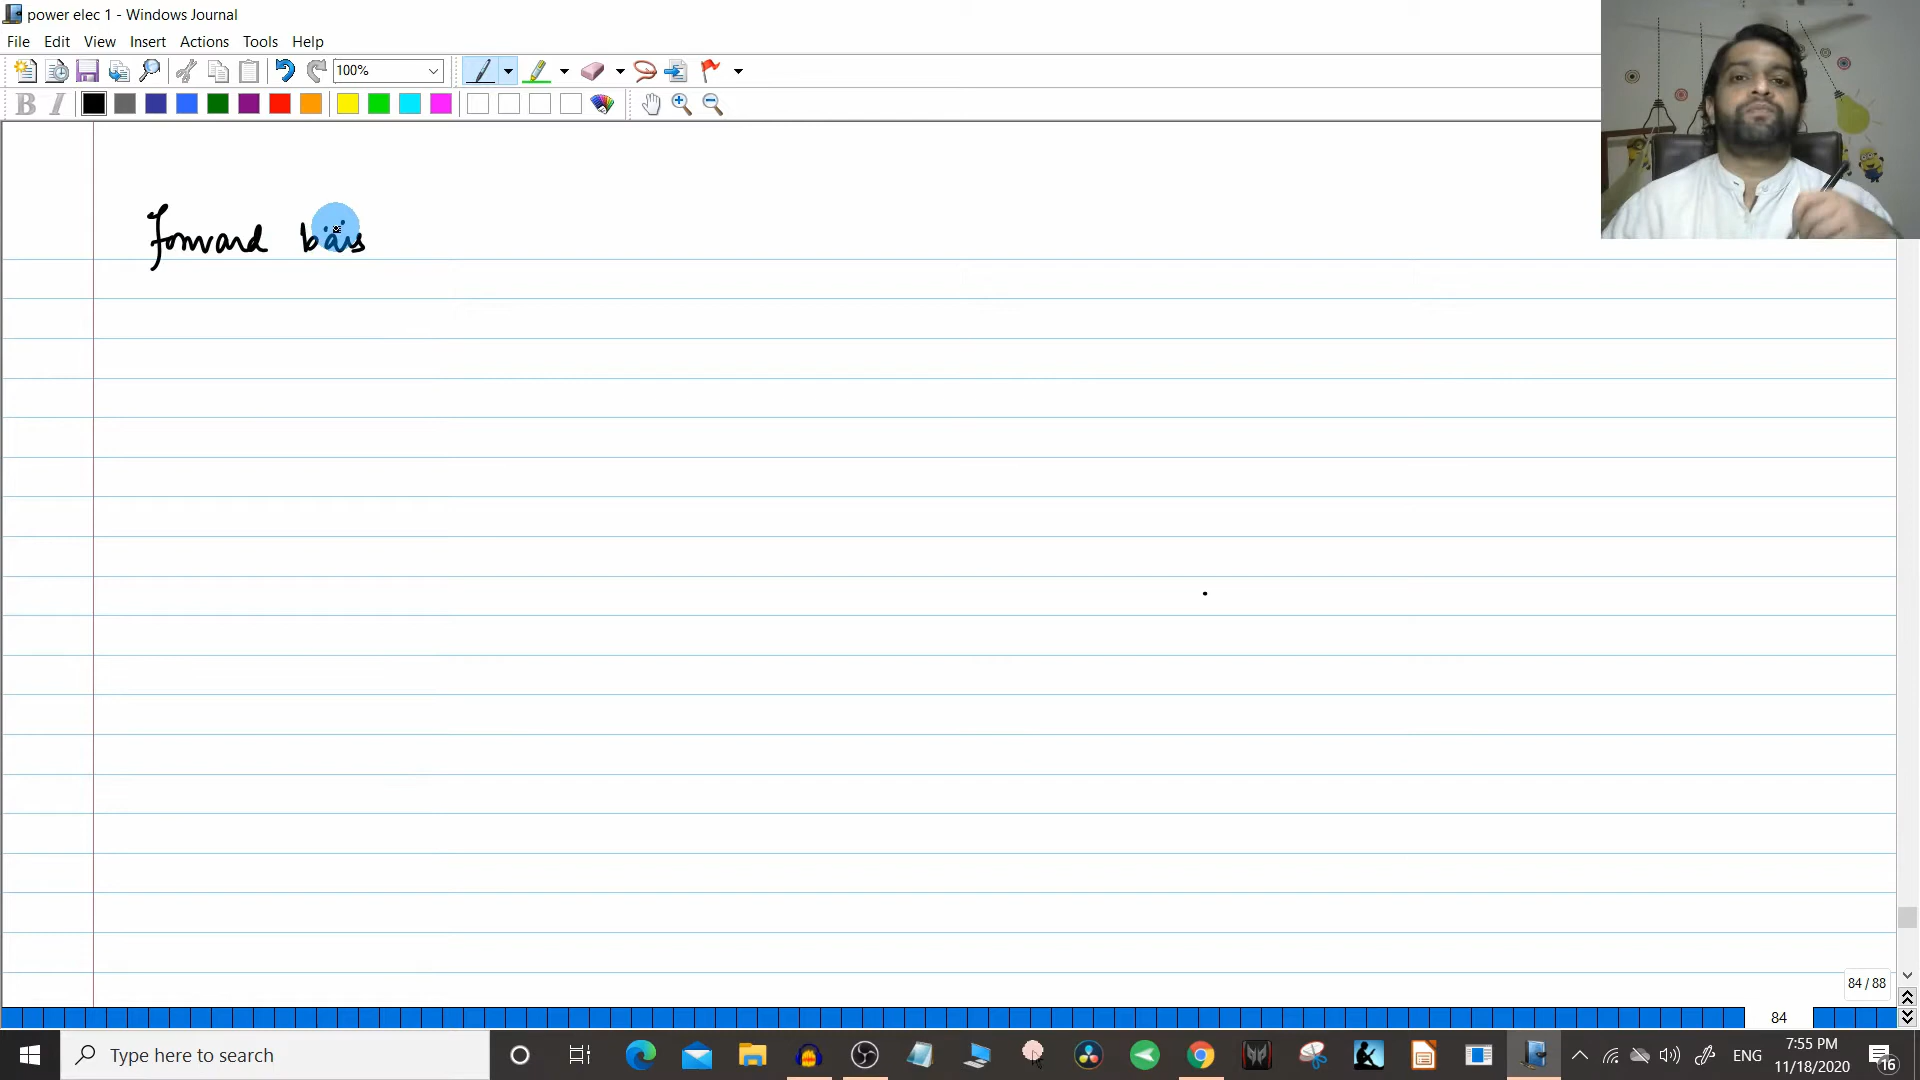 power elec 1 - Windows Journal
File Edit View Insert Actions Tools Help
100%
B I
Forward bias
84 / 88
84
Type here to search
ENG
7:55 PM
11/18/2020
16